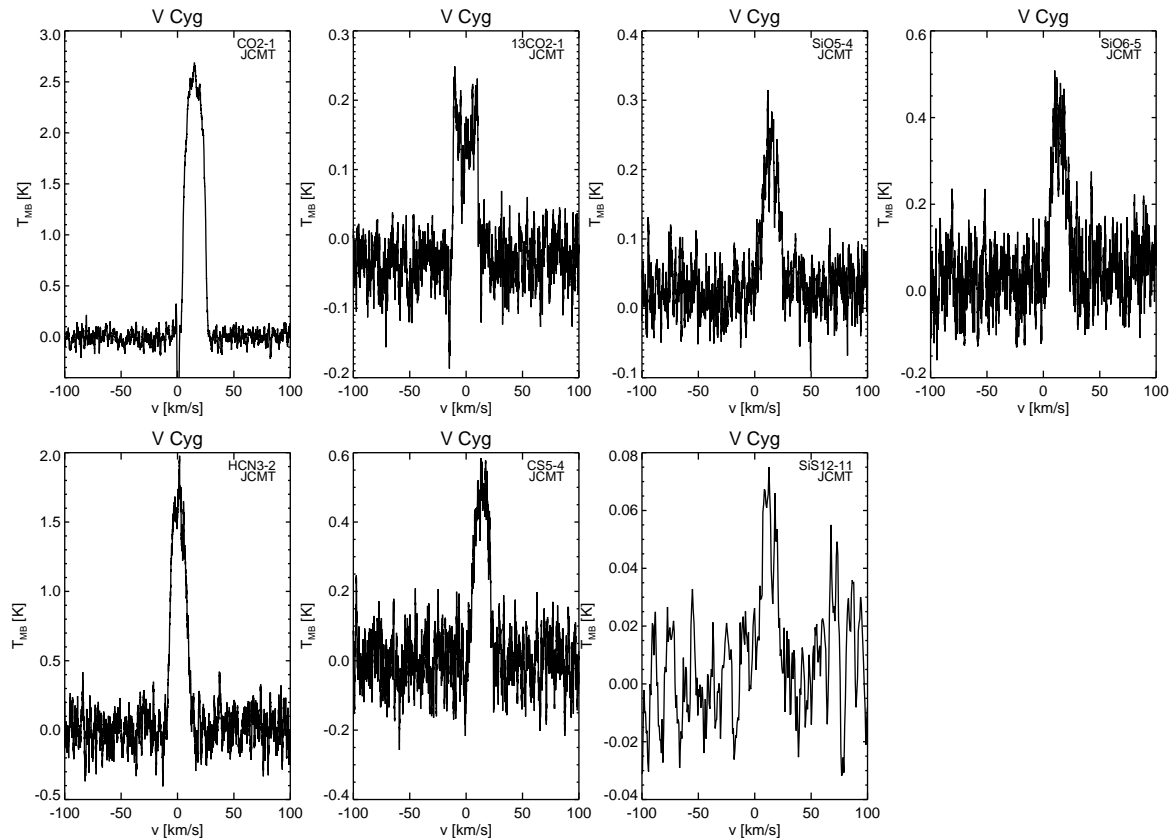 V Cyg
CO2-1
JCMT
3.0
2.5
2.0
1.5
1.0
0.5
0.0
T_MB [K]
-100 -50 0 50 100
v [km/s]
V Cyg
13CO2-1
JCMT
0.3
0.2
0.1
0.0
-0.1
-0.2
T_MB [K]
-100 -50 0 50 100
v [km/s]
V Cyg
SiO5-4
JCMT
0.4
0.3
0.2
0.1
0.0
-0.1
T_MB [K]
-100 -50 0 50 100
v [km/s]
V Cyg
SiO6-5
JCMT
0.6
0.4
0.2
0.0
-0.2
T_MB [K]
-100 -50 0 50 100
v [km/s]
V Cyg
HCN3-2
JCMT
2.0
1.5
1.0
0.5
0.0
-0.5
T_MB [K]
-100 -50 0 50 100
v [km/s]
V Cyg
CS5-4
JCMT
0.6
0.4
0.2
0.0
-0.2
-0.4
T_MB [K]
-100 -50 0 50 100
v [km/s]
V Cyg
SiS12-11
JCMT
0.08
0.06
0.04
0.02
0.00
-0.02
-0.04
T_MB [K]
-100 -50 0 50 100
v [km/s]